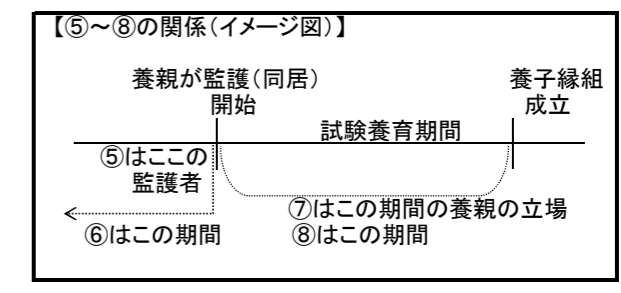 【⑤～⑧の関係（イメージ図）】
養親が監護（同居）
開始
養子縁組
成立
試験養育期間
⑤はここの
監護者
⑥はこの期間
⑦はこの期間の養親の立場
⑧はこの期間